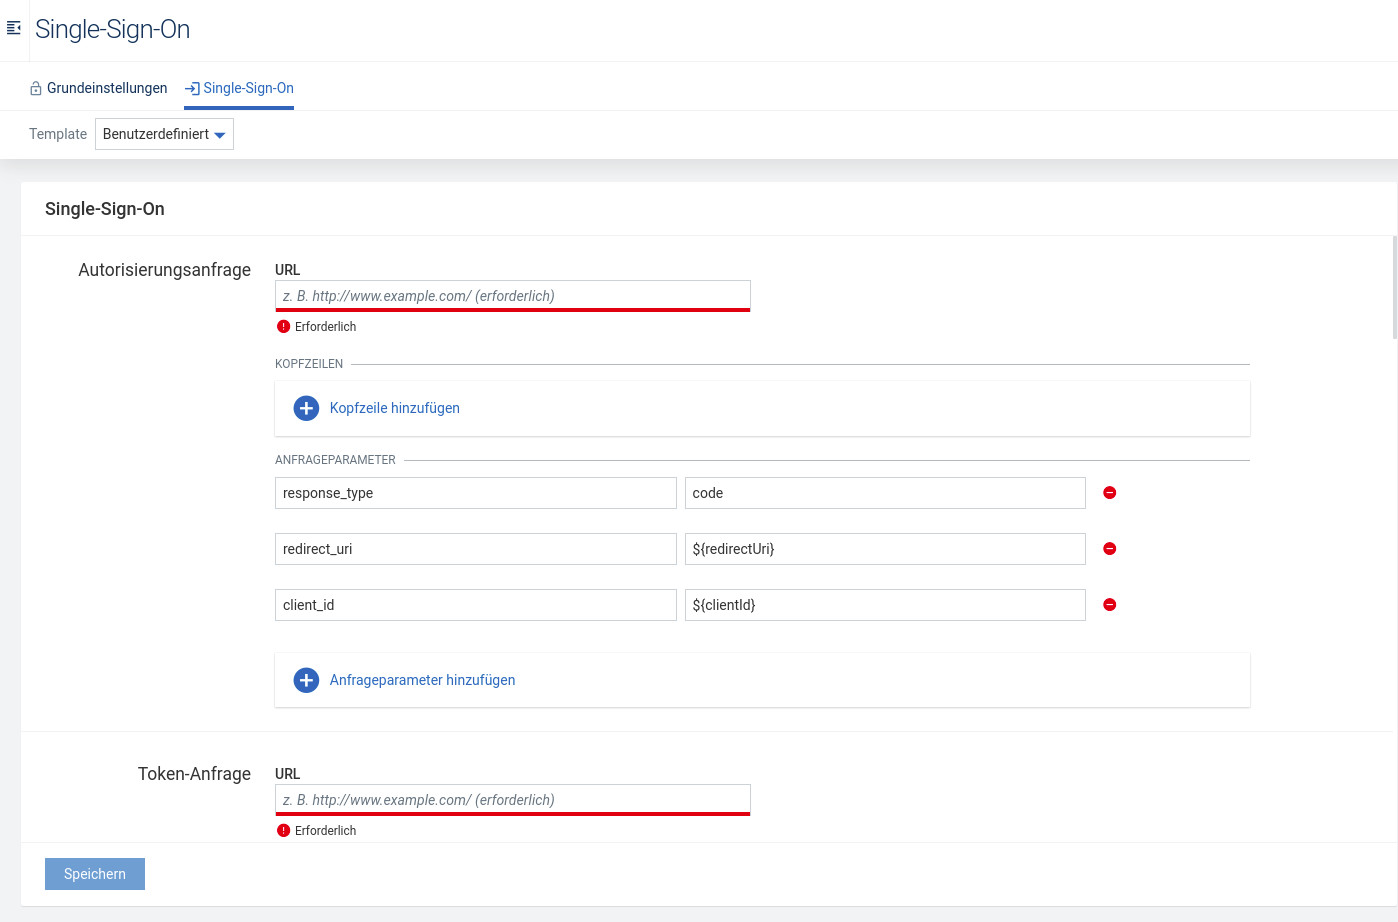 Single-Sign-On
Grundeinstellungen Single-Sign-On
Template Benutzerdefiniert
Single-Sign-On
Autorisierungsanfrage
URL
z. B. http://www.example.com/ (erforderlich)
Erforderlich
KOPFZEILEN
Kopfzeile hinzufügen
ANFRAGEPARAMETER
response_type code
redirect_uri ${redirectUri}
client_id ${clientId}
Anfrageparameter hinzufügen
Token-Anfrage
URL
z. B. http://www.example.com/ (erforderlich)
Erforderlich
Speichern